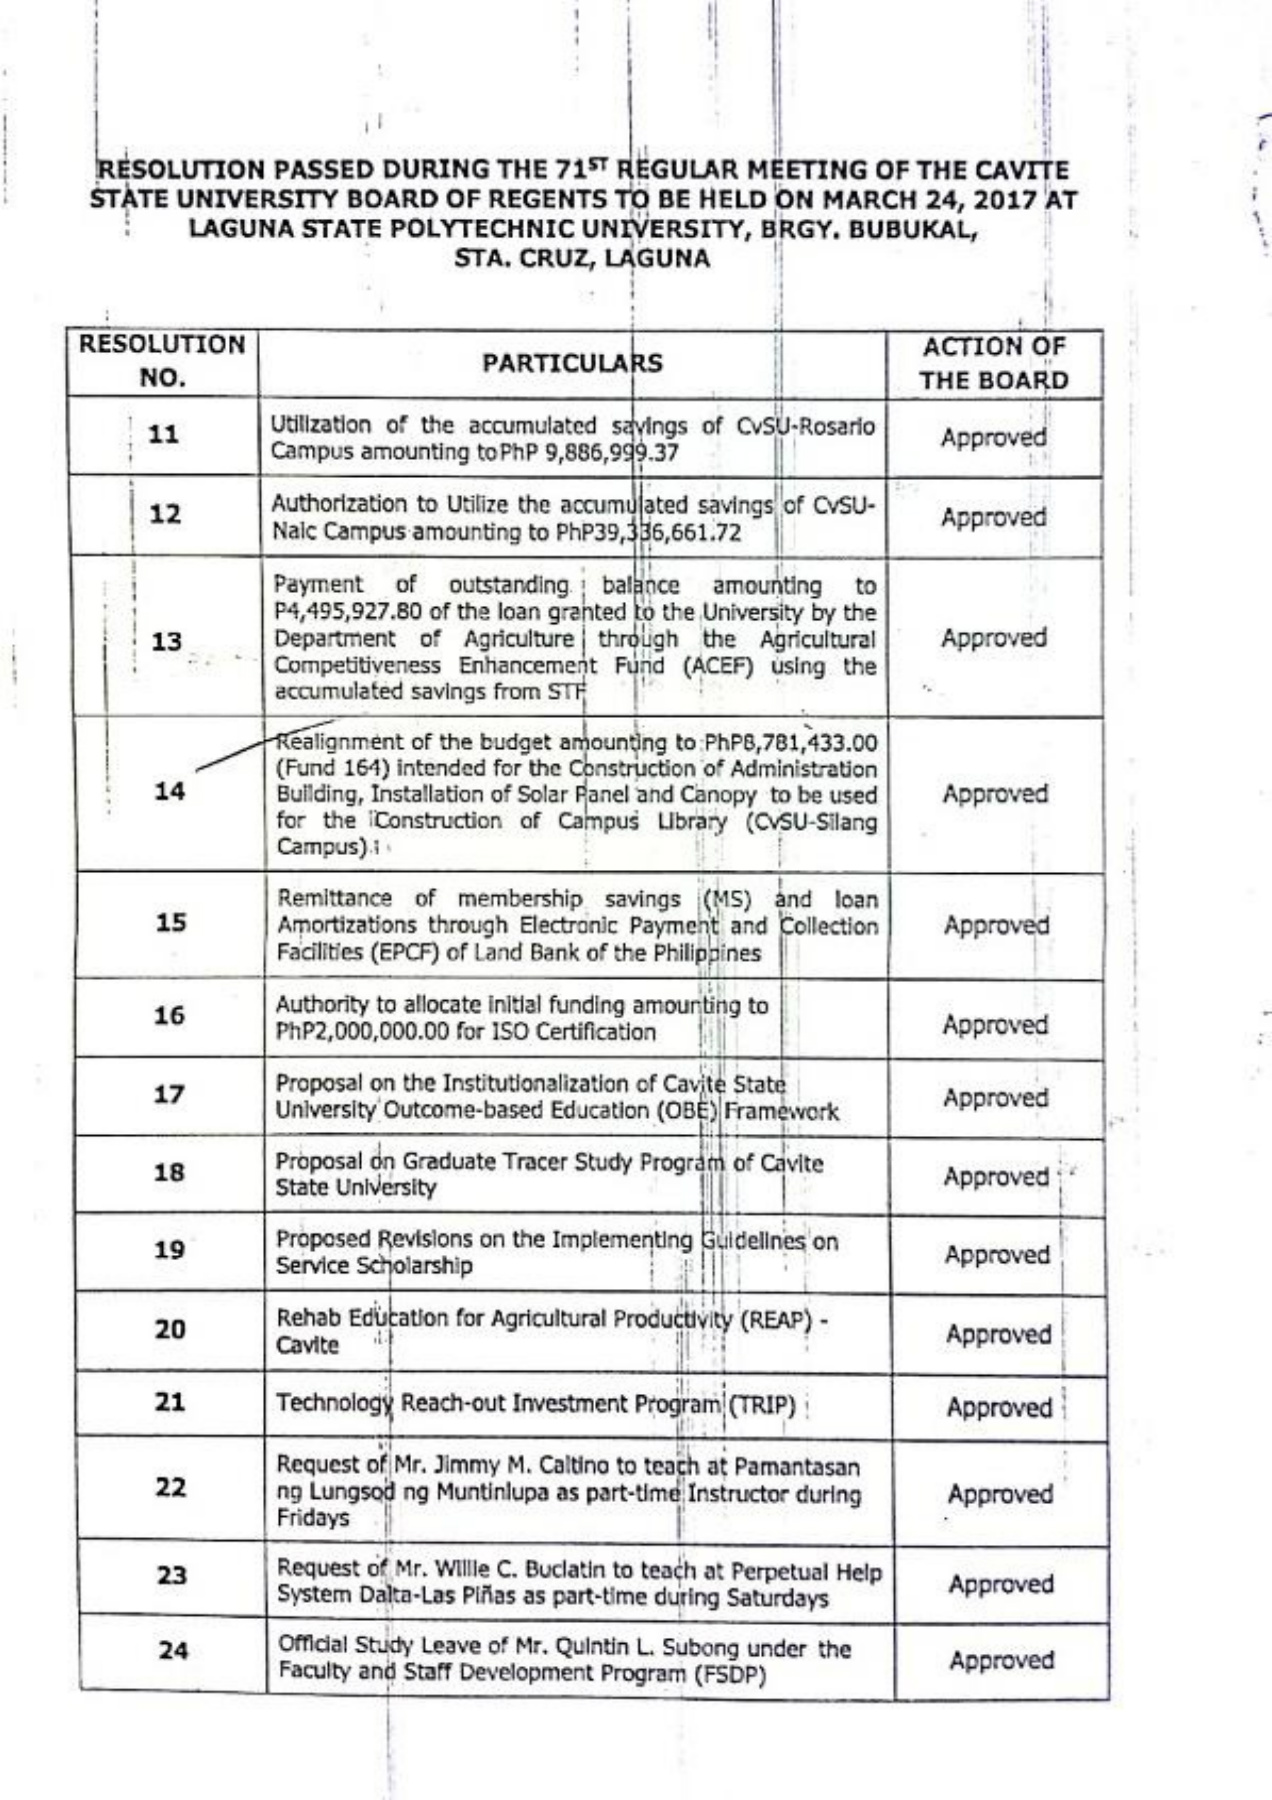 RESOLUTION PASSED DURING THE 71ST REGULAR MEETING OF THE CAVITE
STATE UNIVERSITY BOARD OF REGENTS TO BE HELD ON MARCH 24, 2017 AT
LAGUNA STATE POLYTECHNIC UNIVERSITY, BRGY. BUBUKAL,
STA. CRUZ, LAGUNA
RESOLUTION
NO.
PARTICULARS
ACTION OF
THE BOARD
11
Utilization of the accumulated savings of CvSU-Rosario
Campus amounting to PhP 9,886,999.37
Approved
12
Authorization to Utilize the accumulated savings of CvSU-
Naic Campus amounting to PhP39,336,661.72
Approved
13
Payment of outstanding balance amounting to
P4,495,927.80 of the loan granted to the University by the
Department of Agriculture through the Agricultural
Competitiveness Enhancement Fund (ACEF) using the
accumulated savings from STF
Approved
14
Realignment of the budget amounting to PhP8,781,433.00
(Fund 164) intended for the Construction of Administration
Building, Installation of Solar Panel and Canopy to be used
for the Construction of Campus Library (CvSU-Silang
Campus)
Approved
15
Remittance of membership savings (MS) and loan
Amortizations through Electronic Payment and Collection
Facilities (EPCF) of Land Bank of the Philippines
Approved
16
Authority to allocate initial funding amounting to
PhP2,000,000.00 for ISO Certification
Approved
17
Proposal on the Institutionalization of Cavite State
University Outcome-based Education (OBE) Framework
Approved
18
Proposal on Graduate Tracer Study Program of Cavite
State University
Approved
19
Proposed Revisions on the Implementing Guidelines on
Service Scholarship
Approved
20
Rehab Education for Agricultural Productivity (REAP) -
Cavite
Approved
21
Technology Reach-out Investment Program (TRIP)
Approved
22
Request of Mr. Jimmy M. Caltino to teach at Pamantasan
ng Lungsod ng Muntinlupa as part-time Instructor during
Fridays
Approved
23
Request of Mr. Willie C. Buclatin to teach at Perpetual Help
System Dalta-Las Piñas as part-time during Saturdays
Approved
24
Official Study Leave of Mr. Quintin L. Subong under the
Faculty and Staff Development Program (FSDP)
Approved